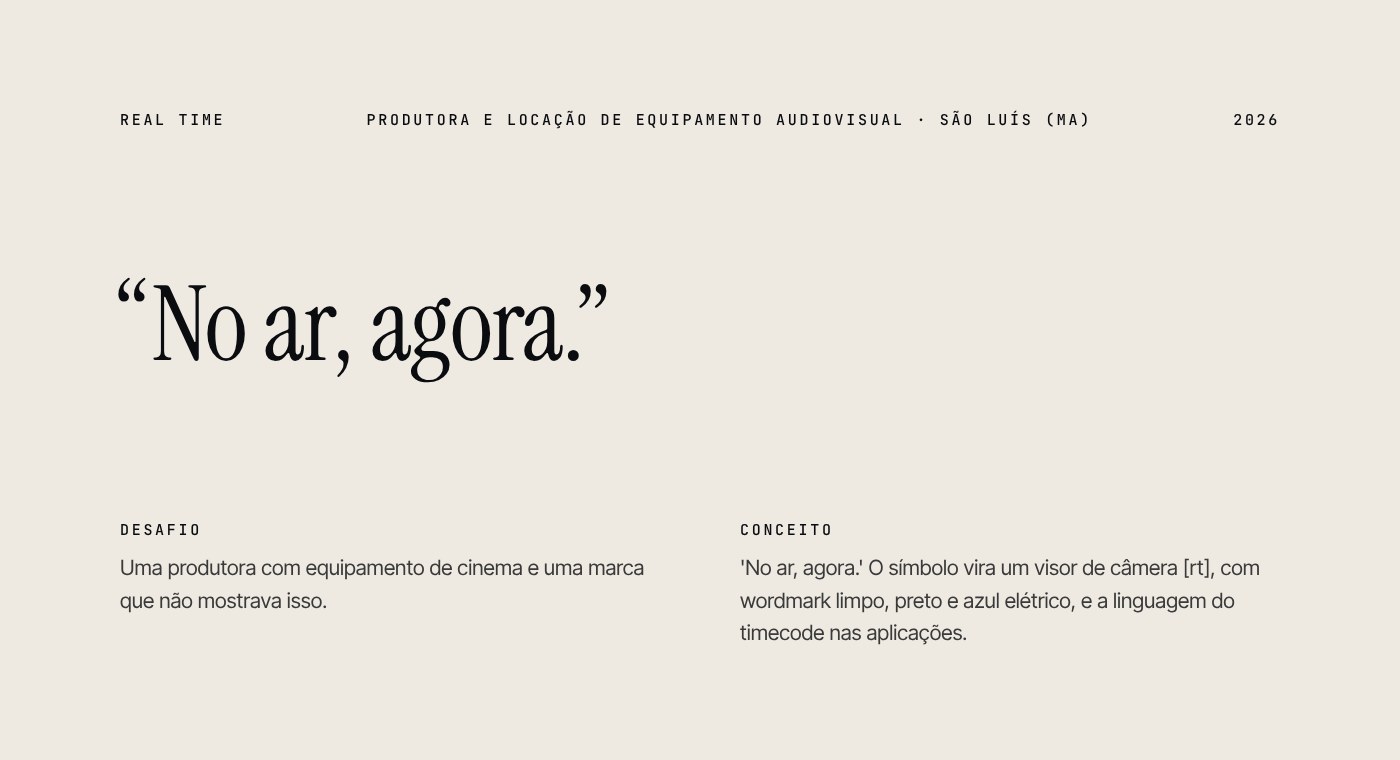 REAL TIME
PRODUTORA E LOCAÇÃO DE EQUIPAMENTO AUDIOVISUAL · SÃO LUÍS (MA)
2026
“No ar, agora.”
DESAFIO
Uma produtora com equipamento de cinema e uma marca
que não mostrava isso.
CONCEITO
'No ar, agora.' O símbolo vira um visor de câmera [rt], com
wordmark limpo, preto e azul elétrico, e a linguagem do
timecode nas aplicações.